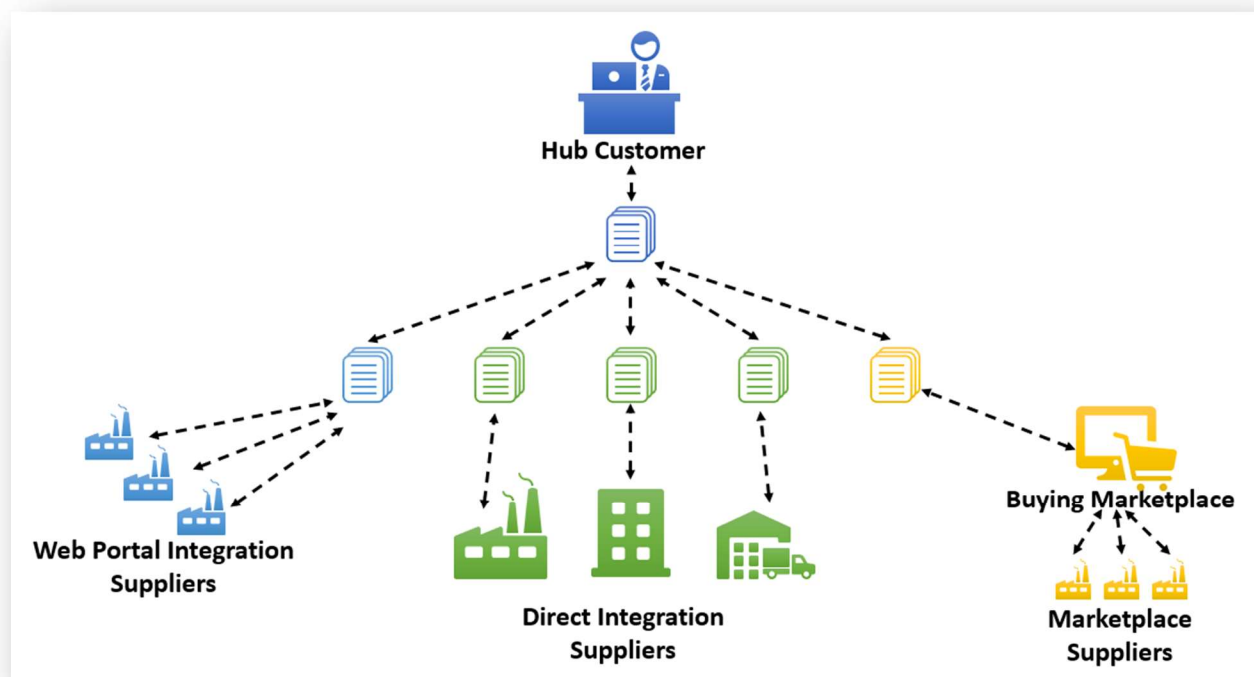 Hub Customer
Web Portal Integration
Suppliers
Direct Integration
Suppliers
Buying Marketplace
Marketplace
Suppliers